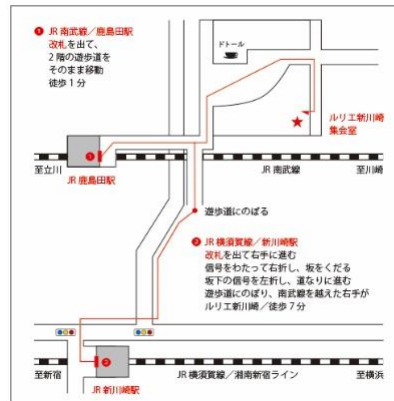 ❶ JR 南武線／鹿島田駅
改札を出て、
2 階の遊歩道を
そのまま移動
徒歩 1 分
ドトール
ルリエ新川崎
集会室
❶
至立川
JR 鹿島田駅
JR 南武線
至川崎
遊歩道にのぼる
❷ JR 横須賀線／新川崎駅
改札を出て右手に進む
信号をわたって右折し、坂をくだる
坂下の信号を左折し、道なりに進む
遊歩道にのぼり、南武線を越えた右手が
ルリエ新川崎／徒歩 7 分
❷
至新宿
JR 新川崎駅
JR 横須賀線／湘南新宿ライン
至横浜